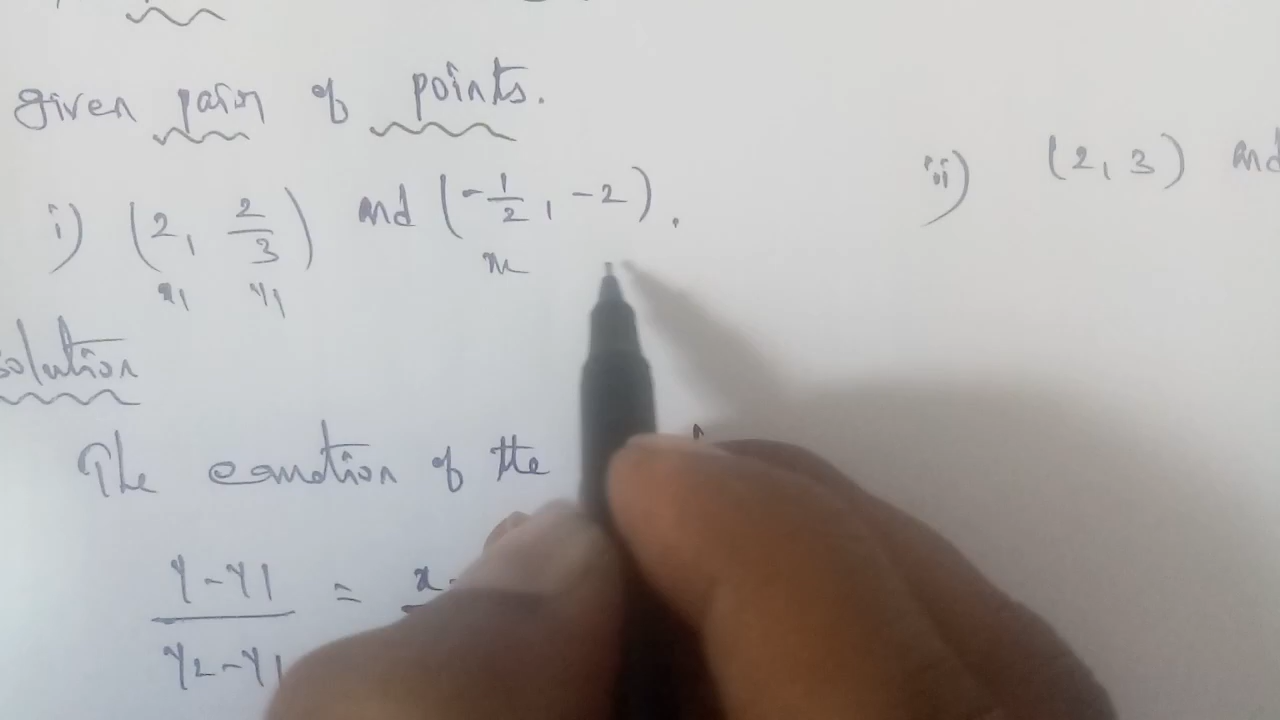 given pair of points.
i) (2, 2/3) and (-1/2, -2).
x1 y1 x2
ii) (2, 3) and
solution
The equation of the
y-y1 = x-
y2-y1